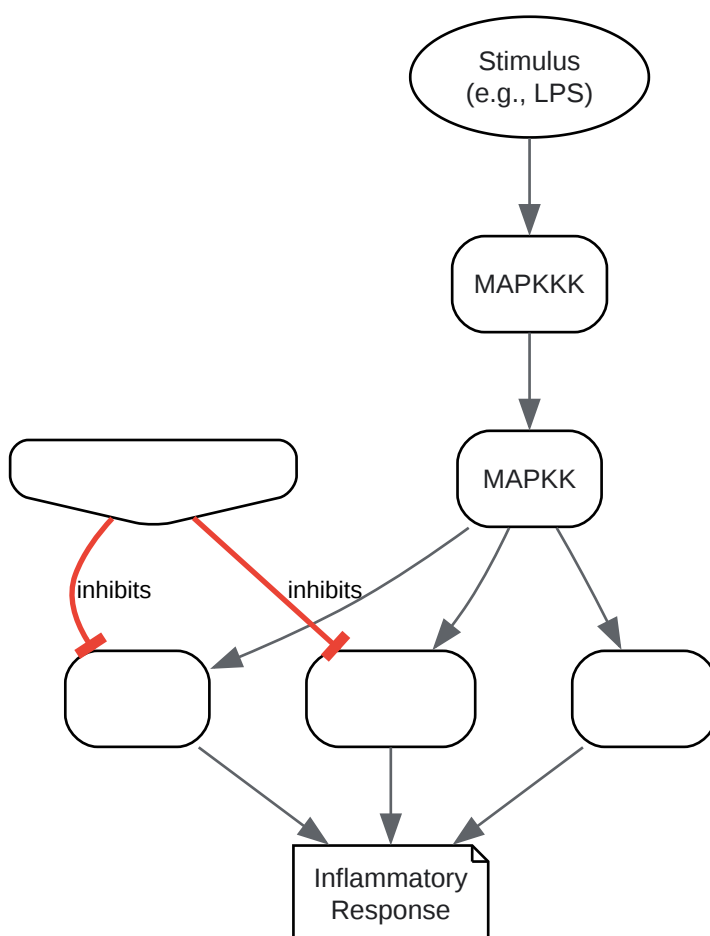 Stimulus
(e.g., LPS)
MAPKKK
MAPKK
inhibits
inhibits
Inflammatory
Response